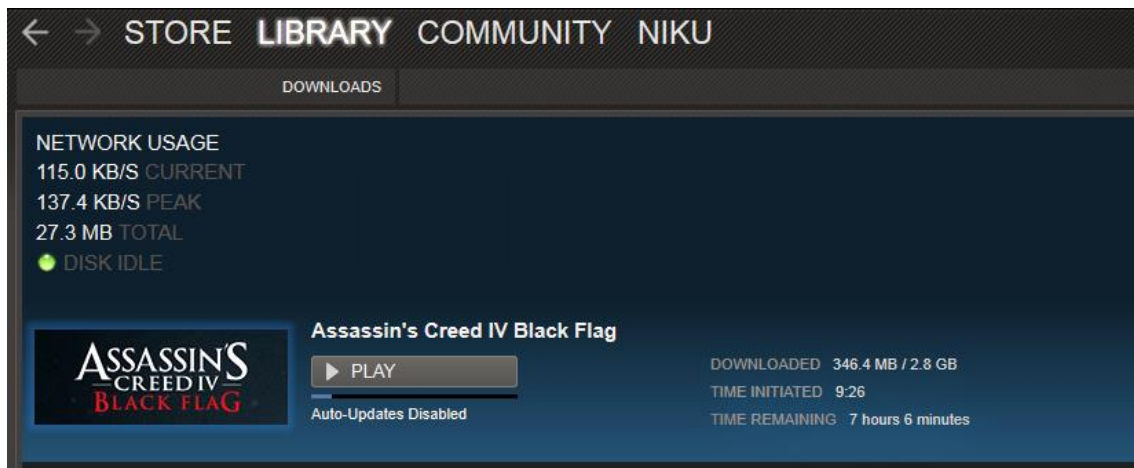 STORE LIBRARY COMMUNITY NIKU
DOWNLOADS
NETWORK USAGE
115.0 KB/S CURRENT
137.4 KB/S PEAK
27.3 MB TOTAL
DISK IDLE
ASSASSIN'S
CREED IV
BLACK FLAG
Assassin's Creed IV Black Flag
PLAY
Auto-Updates Disabled
DOWNLOADED 346.4 MB / 2.8 GB
TIME INITIATED 9:26
TIME REMAINING 7 hours 6 minutes